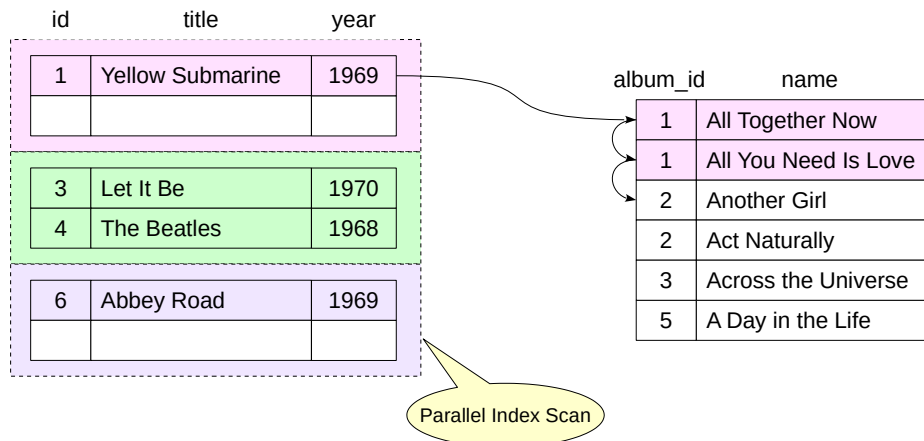 id title year
1 Yellow Submarine 1969
3 Let It Be 1970
4 The Beatles 1968
6 Abbey Road 1969
album_id name
1 All Together Now
1 All You Need Is Love
2 Another Girl
2 Act Naturally
3 Across the Universe
5 A Day in the Life
Parallel Index Scan